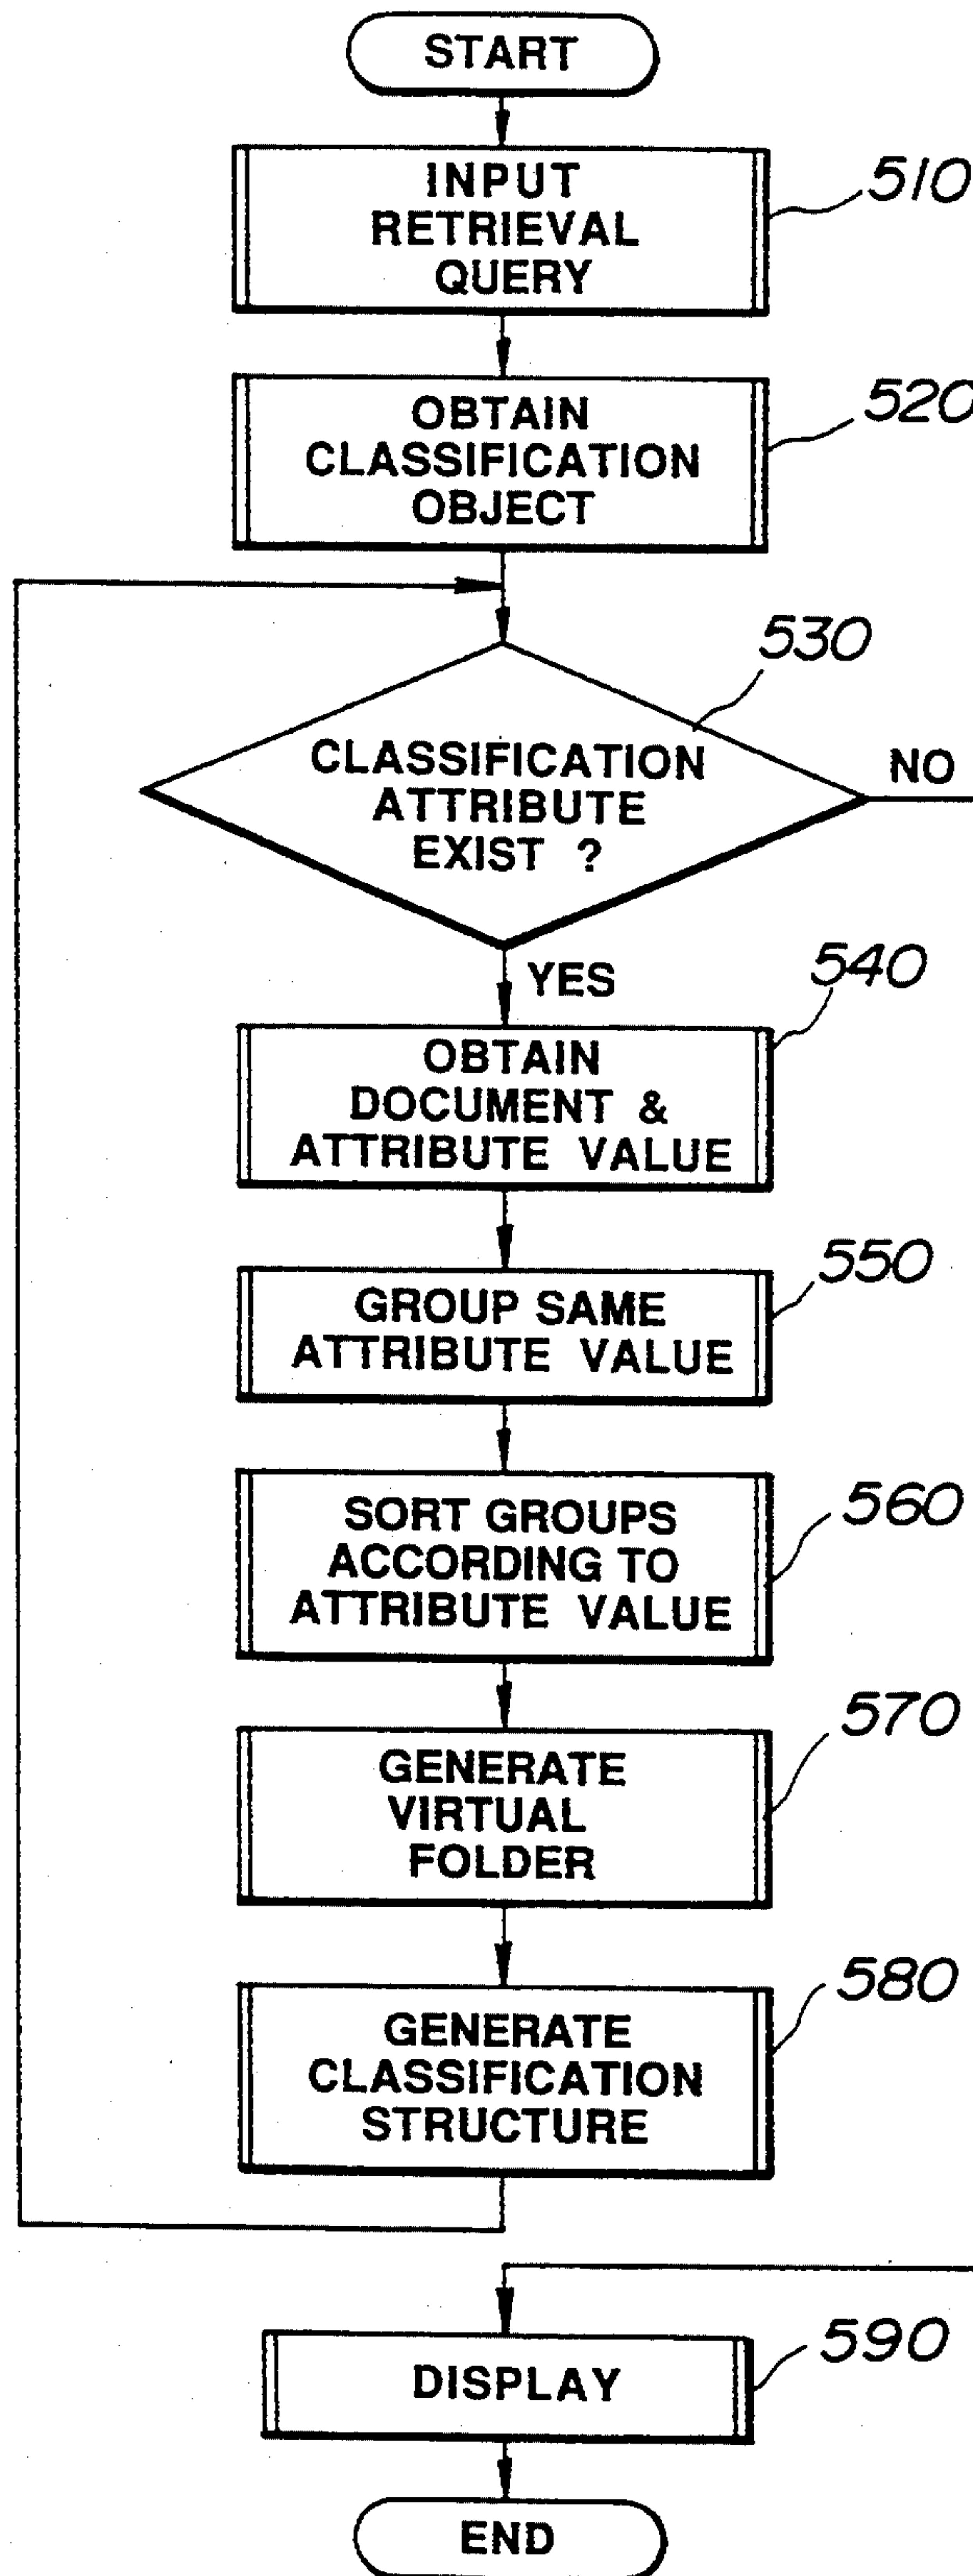 START
INPUT
RETRIEVAL
QUERY
510
OBTAIN
CLASSIFICATION
OBJECT
520
530
CLASSIFICATION
ATTRIBUTE
EXIST ?
NO
YES
540
OBTAIN
DOCUMENT &
ATTRIBUTE VALUE
550
GROUP SAME
ATTRIBUTE VALUE
SORT GROUPS
ACCORDING TO
ATTRIBUTE VALUE
560
570
GENERATE
VIRTUAL
FOLDER
580
GENERATE
CLASSIFICATION
STRUCTURE
590
DISPLAY
END